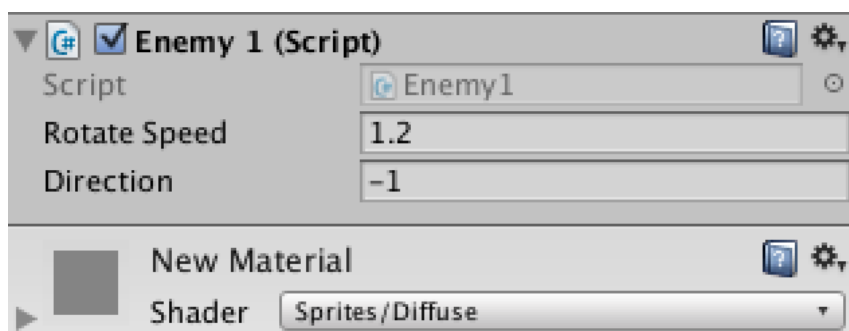 Enemy 1 (Script)
Script Enemy1
Rotate Speed 1.2
Direction -1
New Material
Shader Sprites/Diffuse